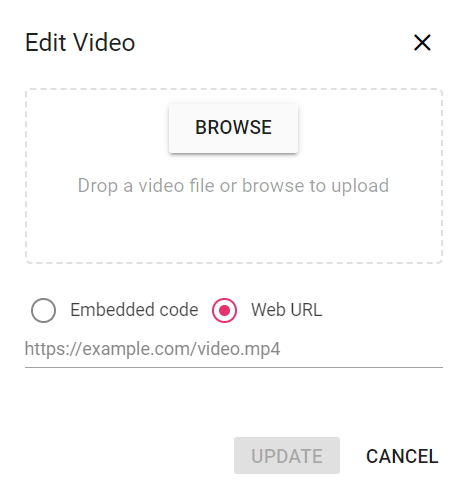 Edit Video
BROWSE
Drop a video file or browse to upload
Embedded code Web URL
https://example.com/video.mp4
UPDATE CANCEL